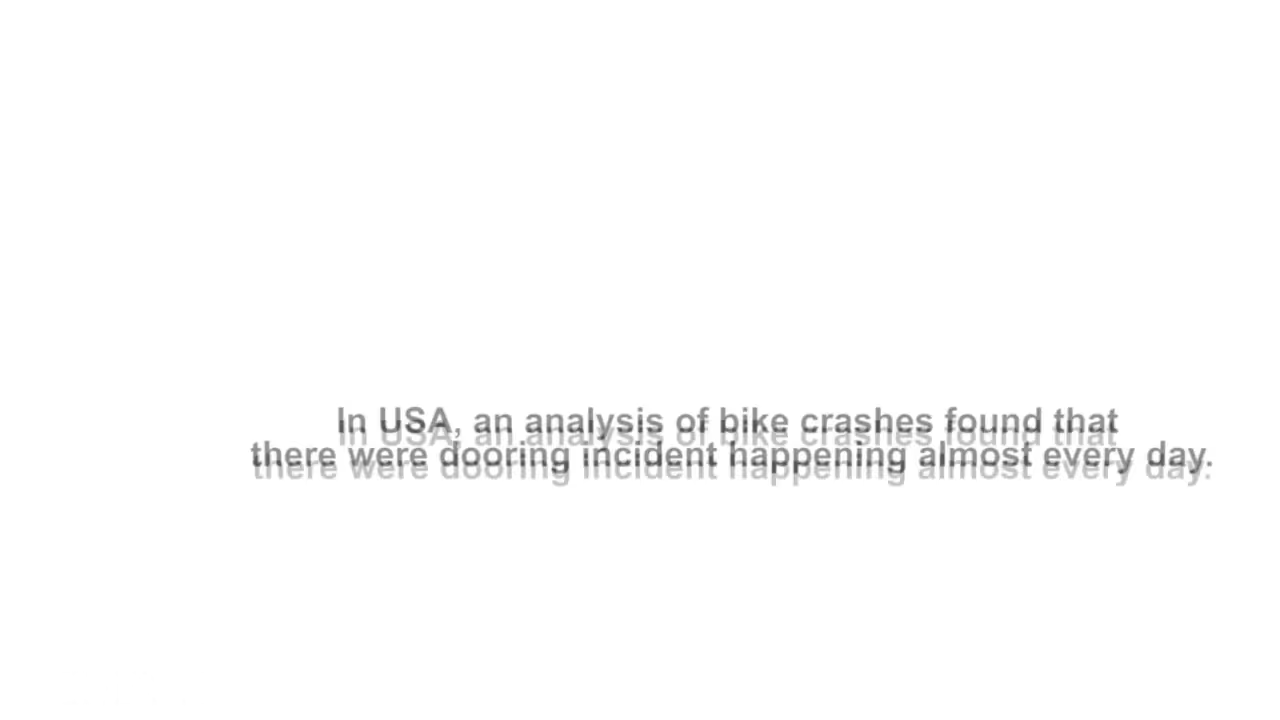 In USA, an analysis of bike crashes found that
there were dooring incident happening almost every day.